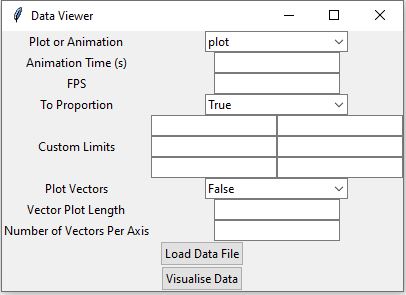 Data Viewer
Plot or Animation plot
Animation Time (s)
FPS
To Proportion True
Custom Limits
Plot Vectors False
Vector Plot Length
Number of Vectors Per Axis
Load Data File
Visualise Data